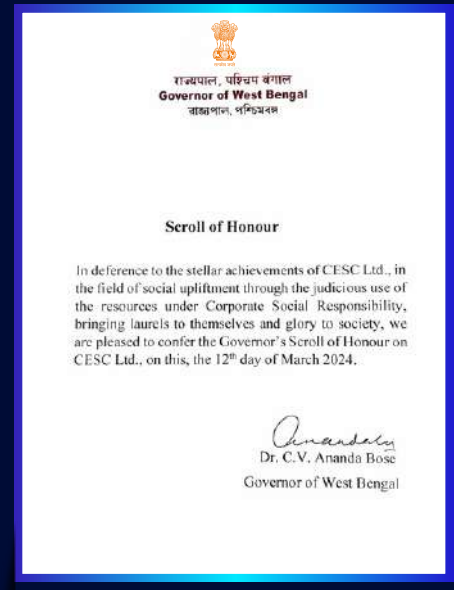 राज्यपाल, पश्चिम बंगाल
Governor of West Bengal
রাজ্যপাল, পশ্চিমবঙ্গ
Scroll of Honour
In deference to the stellar achievements of CESC Ltd., in
the field of social upliftment through the judicious use of
the resources under Corporate Social Responsibility,
bringing laurels to themselves and glory to society, we
are pleased to confer the Governor's Scroll of Honour on
CESC Ltd., on this, the 12th day of March 2024.
Dr. C.V. Ananda Bose
Governor of West Bengal